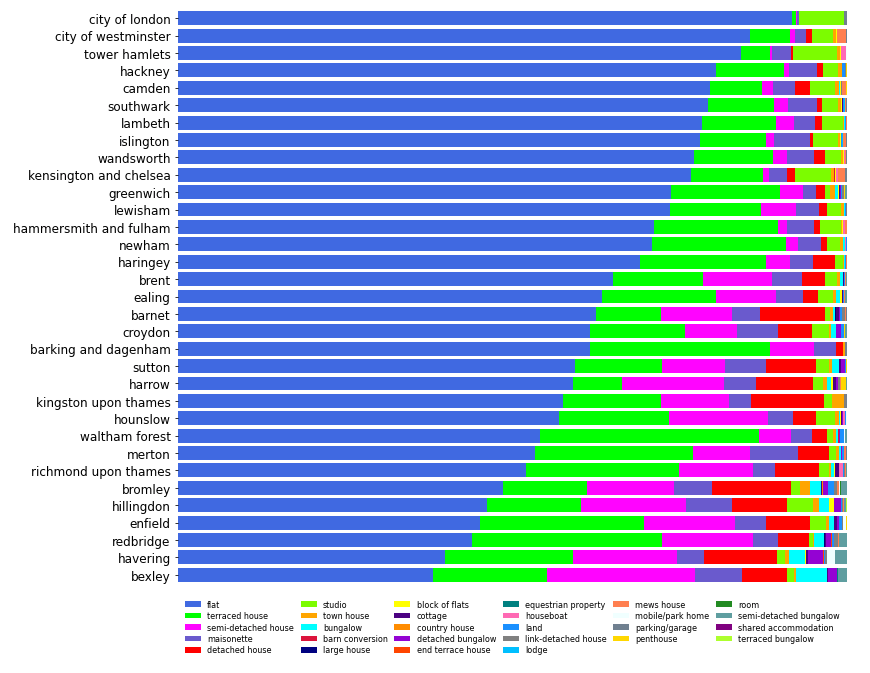 city of london
city of westminster
tower hamlets
hackney
camden
southwark
lambeth
islington
wandsworth
kensington and chelsea
greenwich
lewisham
hammersmith and fulham
newham
haringey
brent
ealing
barnet
croydon
barking and dagenham
sutton
harrow
kingston upon thames
hounslow
waltham forest
merton
richmond upon thames
bromley
hillingdon
enfield
redbridge
havering
bexley
flat
terraced house
semi-detached house
maisonette
detached house
studio
town house
bungalow
barn conversion
large house
block of flats
cottage
country house
detached bungalow
end terrace house
equestrian property
houseboat
land
link-detached house
lodge
mews house
mobile/park home
parking/garage
penthouse
room
semi-detached bungalow
shared accommodation
terraced bungalow